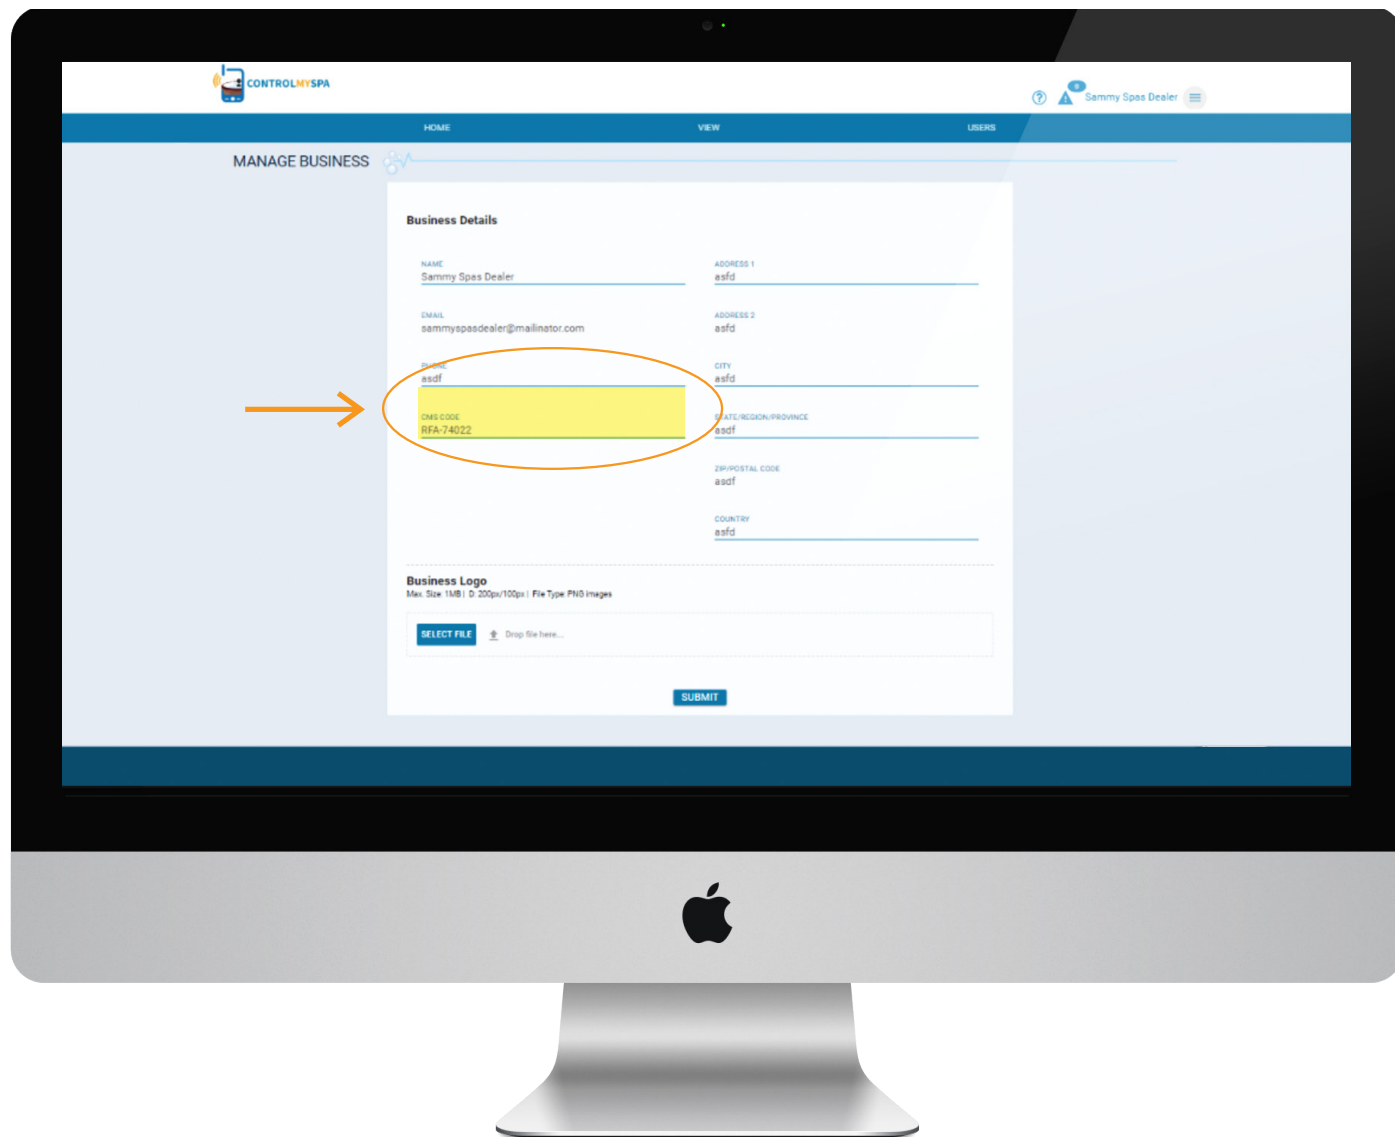 CONTROLMYSPA
Sammy Spas Dealer
HOME VIEW USERS
MANAGE BUSINESS
Business Details
NAME
Sammy Spas Dealer
ADDRESS 1
asfd
EMAIL
sammyspasdealer@mailinator.com
ADDRESS 2
asfd
PHONE
asdf
CITY
asfd
CMS CODE
RFA-74022
STATE/REGION/PROVINCE
asdf
ZIP/POSTAL CODE
asdf
COUNTRY
asfd
Business Logo
Max. Size: 1MB | D: 200px/100px | File Type: PNG images
SELECT FILE Drop file here...
SUBMIT